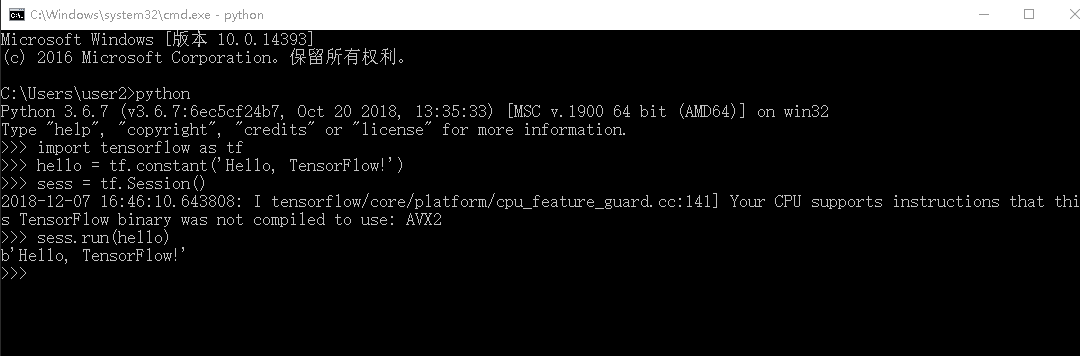 C:\Windows\system32\cmd.exe - python
Microsoft Windows [版本 10.0.14393]
(c) 2016 Microsoft Corporation。保留所有权利。
C:\Users\user2>python
Python 3.6.7 (v3.6.7:6ec5cf24b7, Oct 20 2018, 13:35:33) [MSC v.1900 64 bit (AMD64)] on win32
Type "help", "copyright", "credits" or "license" for more information.
>>> import tensorflow as tf
>>> hello = tf.constant('Hello, TensorFlow!')
>>> sess = tf.Session()
2018-12-07 16:46:10.643808: I tensorflow/core/platform/cpu_feature_guard.cc:141] Your CPU supports instructions that thi
s TensorFlow binary was not compiled to use: AVX2
>>> sess.run(hello)
b'Hello, TensorFlow!'
>>>